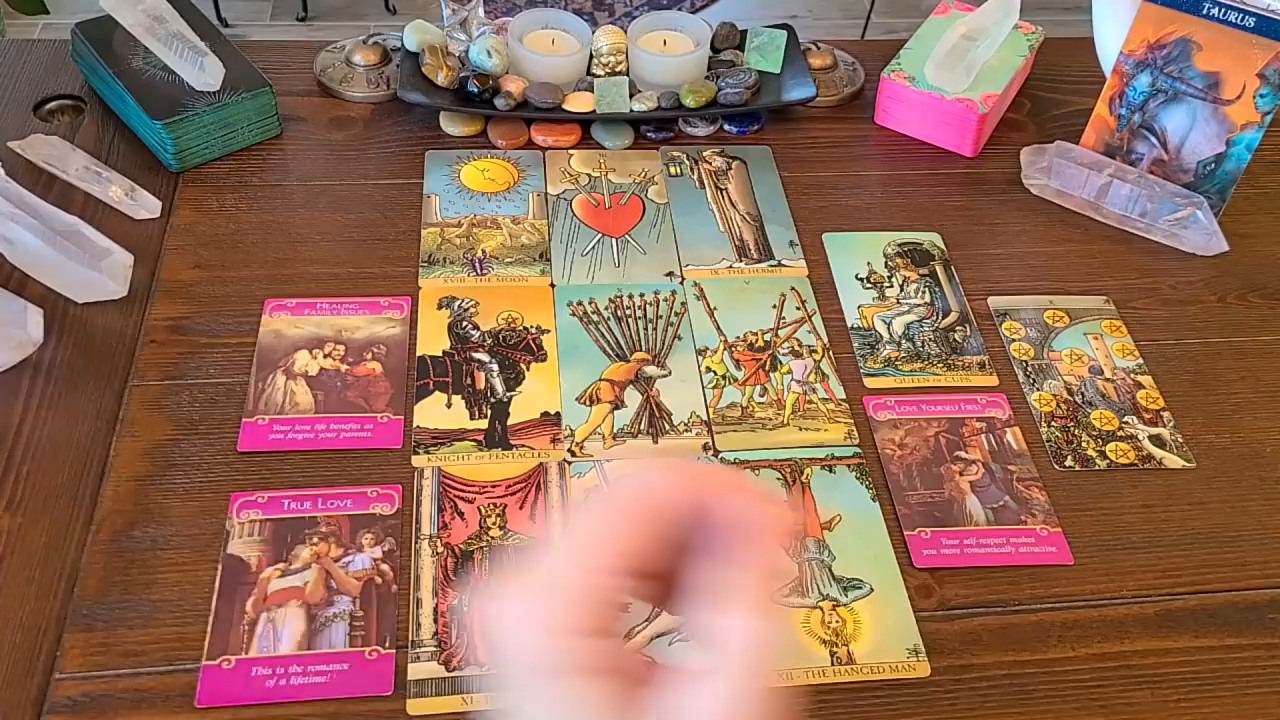 TAURUS
XVIII - THE MOON
IX - THE HERMIT
HEALING
FAMILY ISSUES
Your love life benefits as
you forgive your parents.
KNIGHT OF PENTACLES
X
V
QUEEN OF CUPS
X
LOVE YOURSELF FIRST
Your self-respect makes
you more romantically attractive.
TRUE LOVE
This is the romance
of a lifetime!
XI - 
XII - THE HANGED MAN